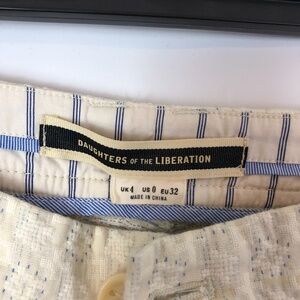 DAUGHTERS OF THE LIBERATION
UK 4 US 0 EU 32
MADE IN CHINA